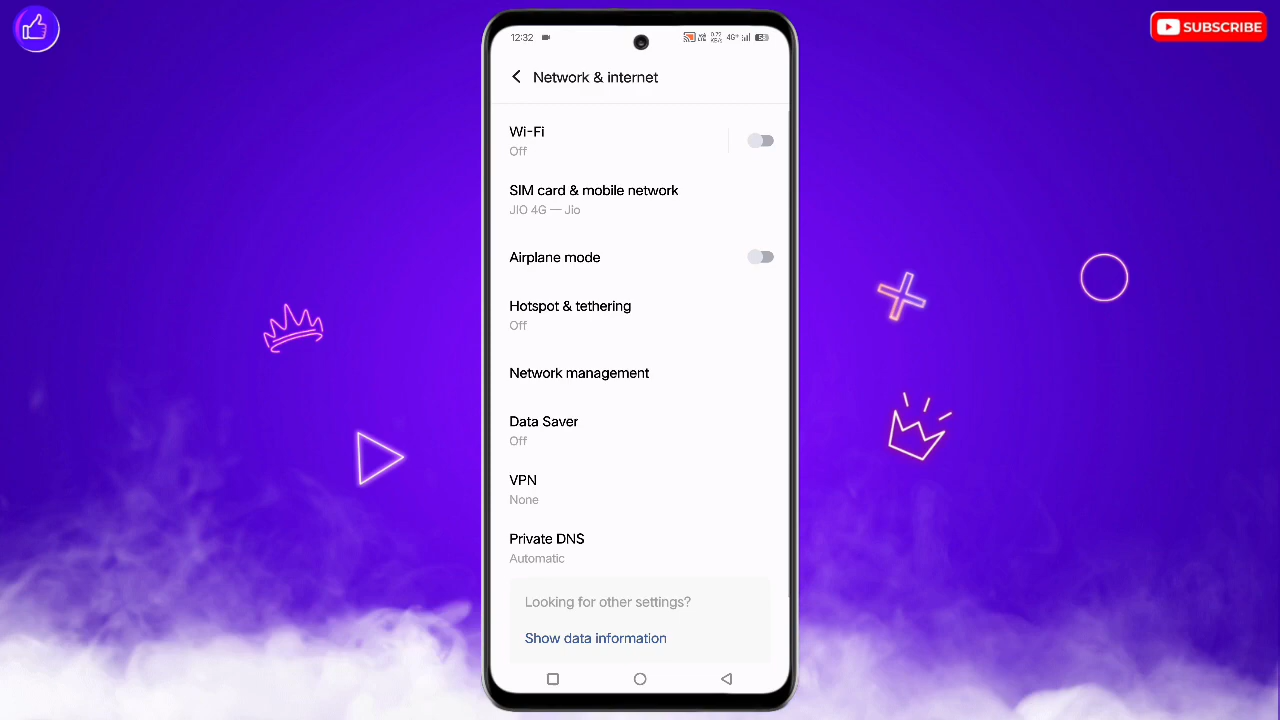 SUBSCRIBE
12:32
4G+
Network & internet
Wi-Fi
Off
SIM card & mobile network
JIO 4G — Jio
Airplane mode
Hotspot & tethering
Off
Network management
Data Saver
Off
VPN
None
Private DNS
Automatic
Looking for other settings?
Show data information